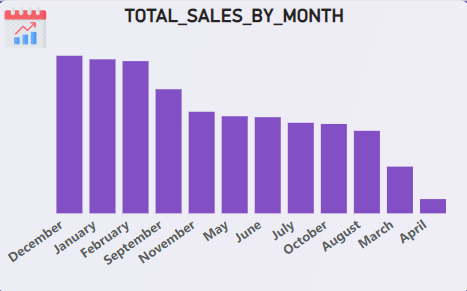 TOTAL_SALES_BY_MONTH
December
January
February
September
November
May
June
July
October
August
March
April